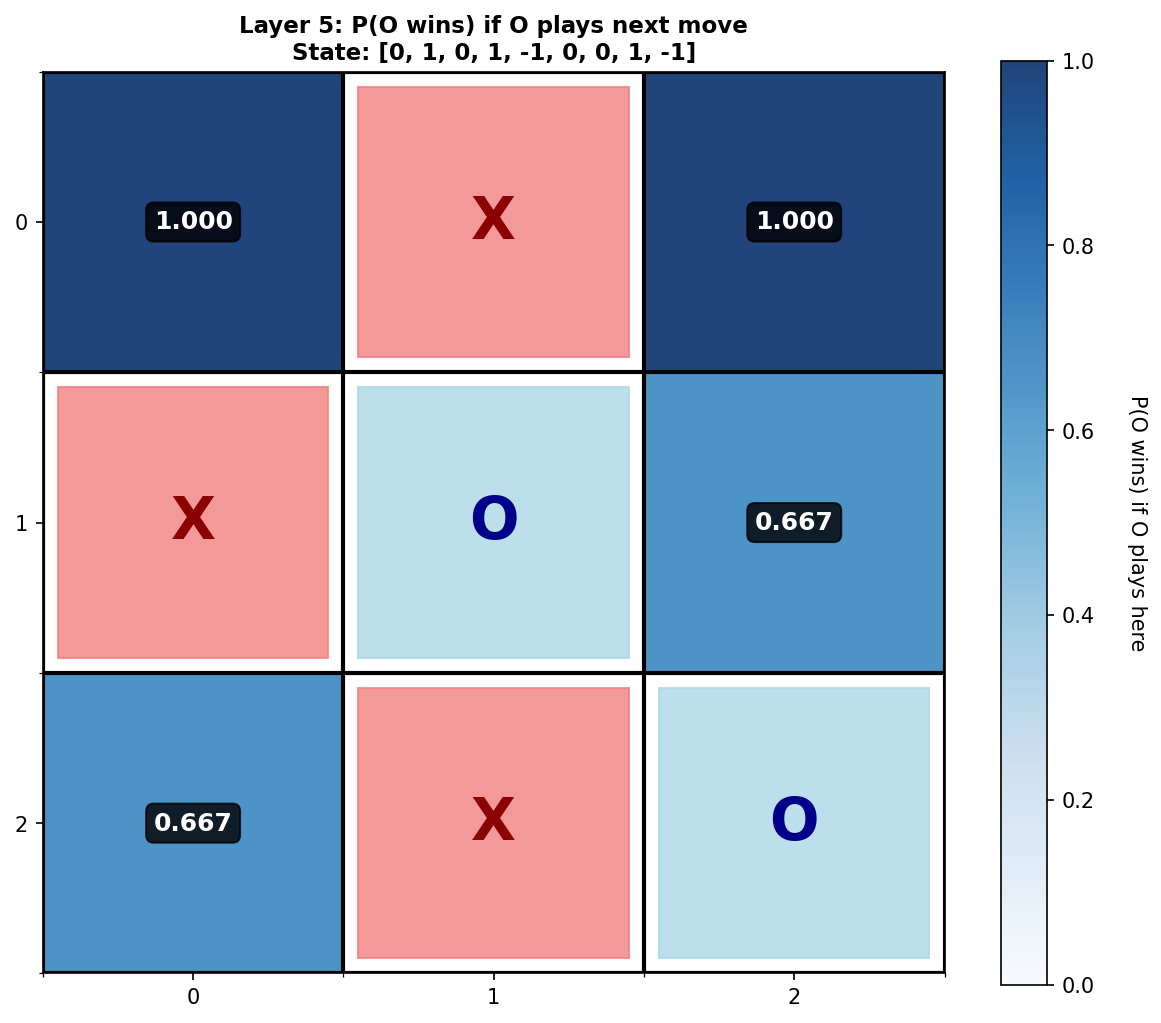 Layer 5: P(O wins) if O plays next move
State: [0, 1, 0, 1, -1, 0, 0, 1, -1]
1.000
X
1.000
X
O
0.667
0.667
X
O
0
1
2
0
1
2
1.0
0.8
0.6
0.4
0.2
0.0
P(O wins) if O plays here